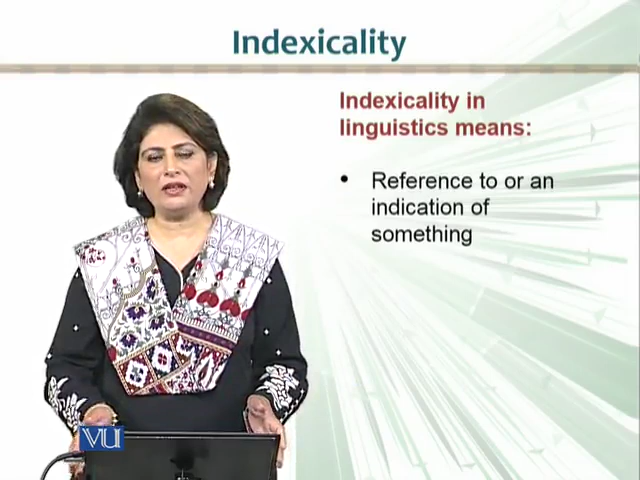 Indexicality
Indexicality in
linguistics means:
• Reference to or an
indication of
something
VU